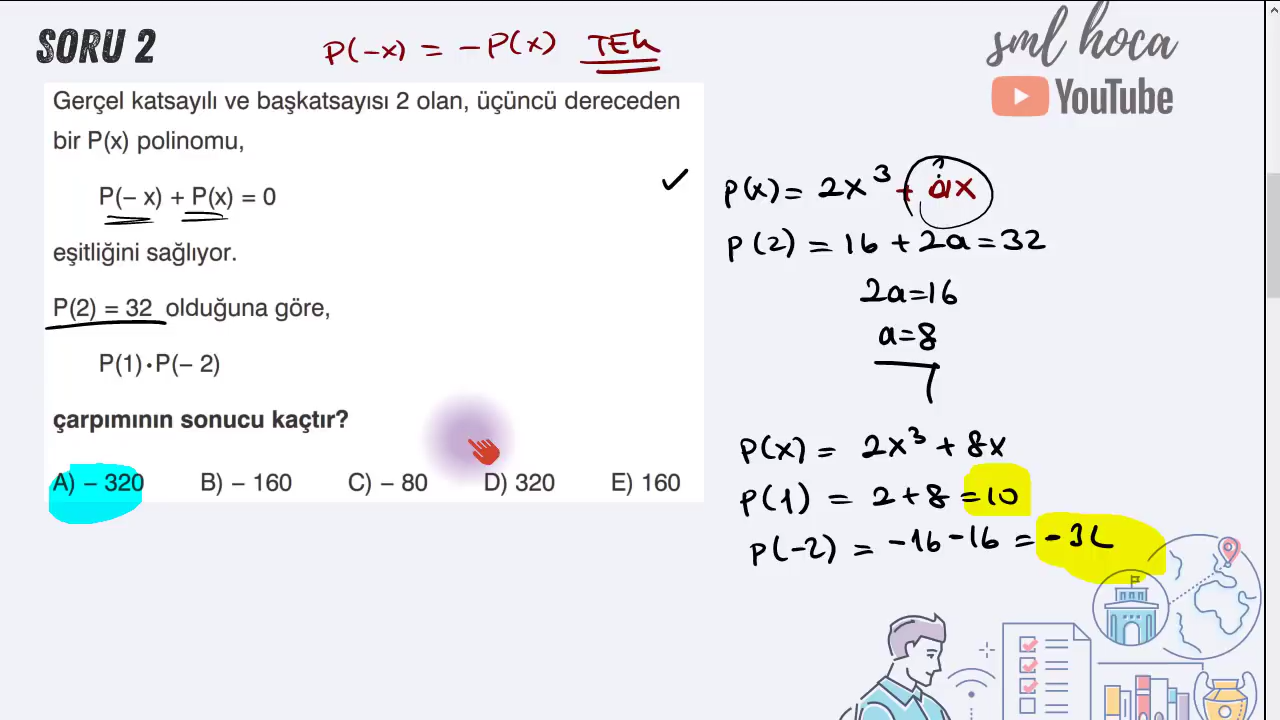 SORU 2
P(-x) = -P(x) TEK
sml hoca
YouTube
Gerçel katsayılı ve başkatsayısı 2 olan, üçüncü dereceden
bir P(x) polinomu,
P(– x) + P(x) = 0
eşitliğini sağlıyor.
P(2) = 32 olduğuna göre,
P(1)·P(– 2)
çarpımının sonucu kaçtır?
A) – 320 B) – 160 C) – 80 D) 320 E) 160
P(x) = 2x³ + ax
P(2) = 16 + 2a = 32
2a = 16
a = 8
P(x) = 2x³ + 8x
P(1) = 2 + 8 = 10
P(-2) = -16 - 16 = -32